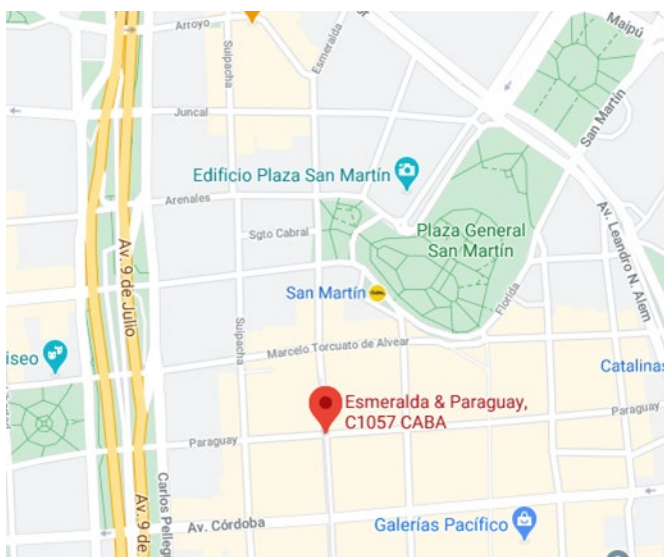 Arroyo
Suipacha
Esmeralda
Maipú
Juncal
San Martín
Edificio Plaza San Martín
Arenales
Sgto Cabral
Plaza General
San Martín
Av. Leandro N. Alem
Av. 9 de Julio
San Martín
Florida
Suipacha
Marcelo Torcuato de Alvear
iseo
Catalinas
Esmeralda & Paraguay,
C1057 CABA
Paraguay
Paraguay
Carlos Pelleg
Av. 9 de
Av. Córdoba
Galerías Pacífico